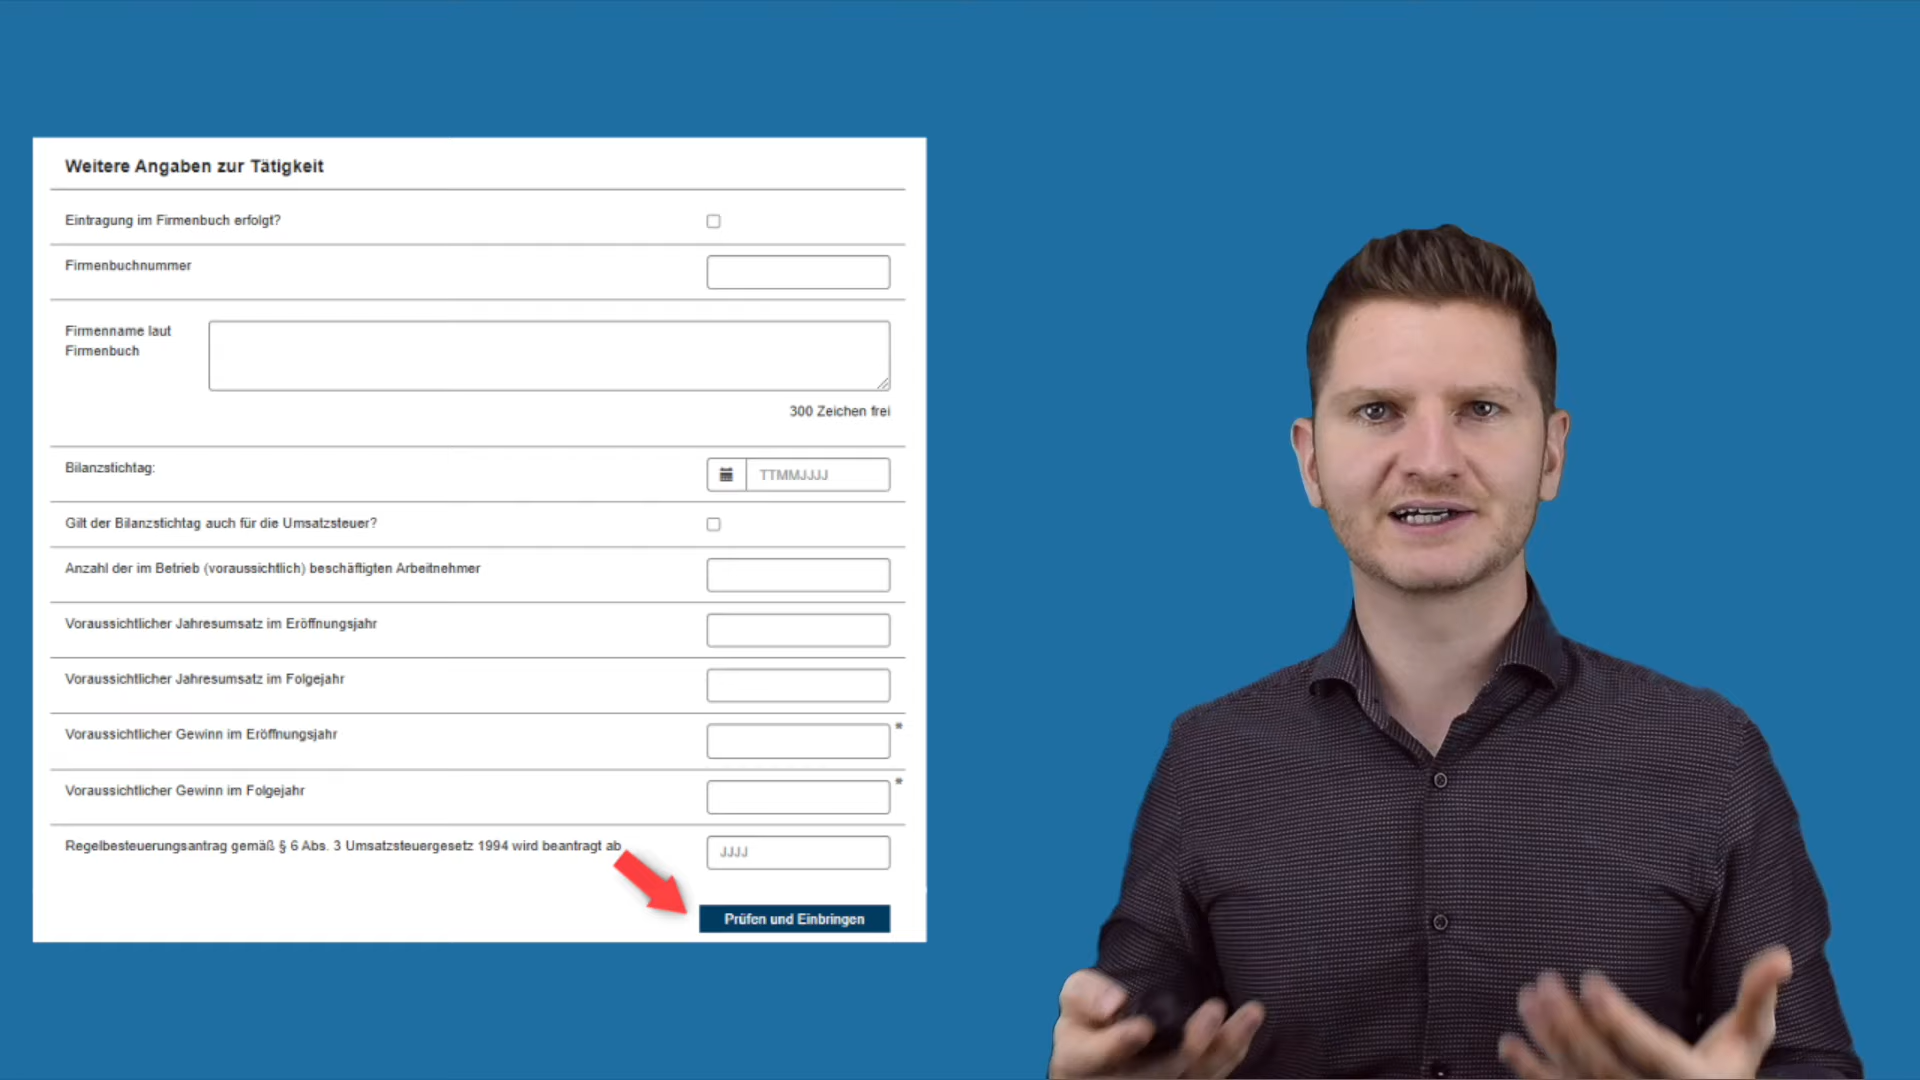 Weitere Angaben zur Tätigkeit
Eintragung im Firmenbuch erfolgt?
Firmenbuchnummer
Firmenname laut
Firmenbuch
300 Zeichen frei
Bilanzstichtag:
TTMMJJJJ
Gilt der Bilanzstichtag auch für die Umsatzsteuer?
Anzahl der im Betrieb (voraussichtlich) beschäftigten Arbeitnehmer
Voraussichtlicher Jahresumsatz im Eröffnungsjahr
Voraussichtlicher Jahresumsatz im Folgejahr
Voraussichtlicher Gewinn im Eröffnungsjahr *
Voraussichtlicher Gewinn im Folgejahr *
Regelbesteuerungsantrag gemäß § 6 Abs. 3 Umsatzsteuergesetz 1994 wird beantragt ab
JJJJ
Prüfen und Einbringen